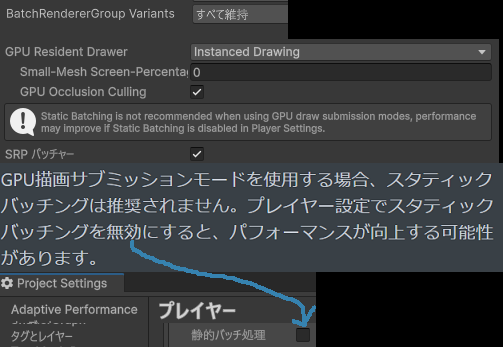 BatchRendererGroup Variants すべて維持
GPU Resident Drawer Instanced Drawing
Small-Mesh Screen-Percentag 0
GPU Occlusion Culling
Static Batching is not recommended when using GPU draw submission modes, performance
may improve if Static Batching is disabled in Player Settings.
SRP バッチャー
GPU描画サブミッションモードを使用する場合、スタティック
バッチングは推奨されません。プレイヤー設定でスタティック
バッチングを無効にすると、パフォーマンスが向上する可能性
があります。
Project Settings
Adaptive Performance プレイヤー
タグとレイヤー 静的バッチ処理